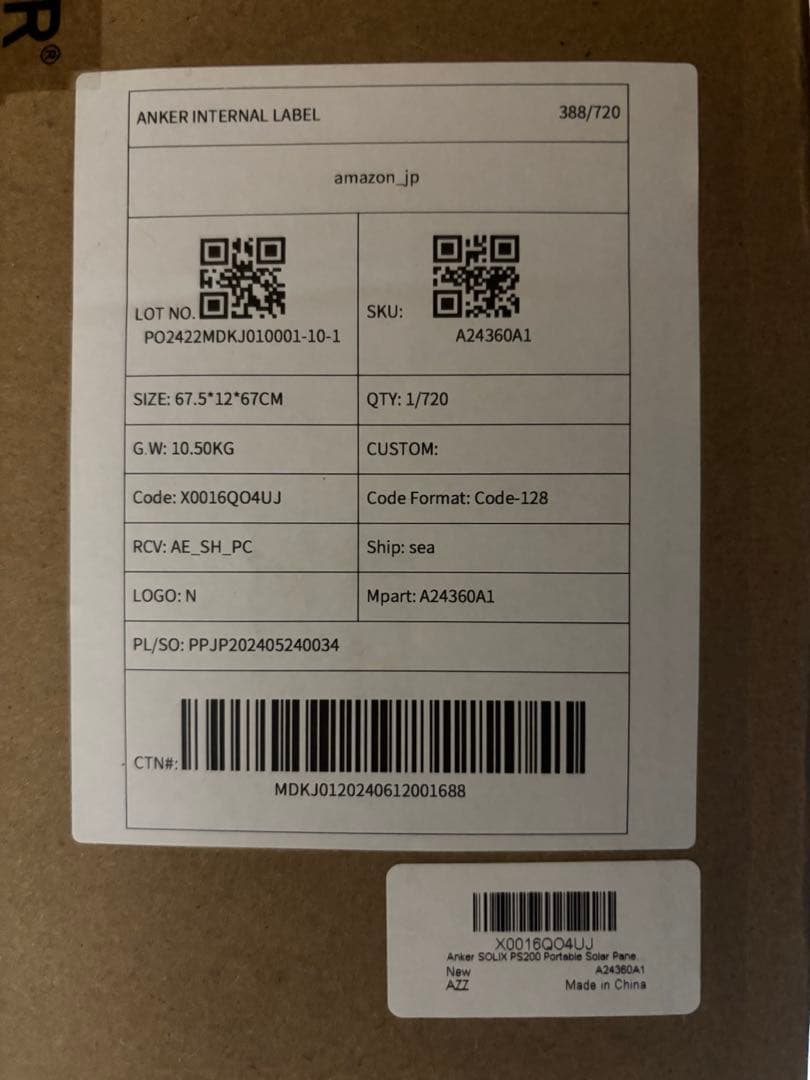 R®
ANKER INTERNAL LABEL 388/720
amazon_jp
LOT NO.
PO2422MDKJ010001-10-1
SKU:
A24360A1
SIZE: 67.5*12*67CM QTY: 1/720
G.W: 10.50KG CUSTOM:
Code: X0016QO4UJ Code Format: Code-128
RCV: AE_SH_PC Ship: sea
LOGO: N Mpart: A24360A1
PL/SO: PPJP202405240034
CTN#:
MDKJ0120240612001688
X0016QO4UJ
Anker SOLIX PS200 Portable Solar Pane...
New A24360A1
AZZ Made in China